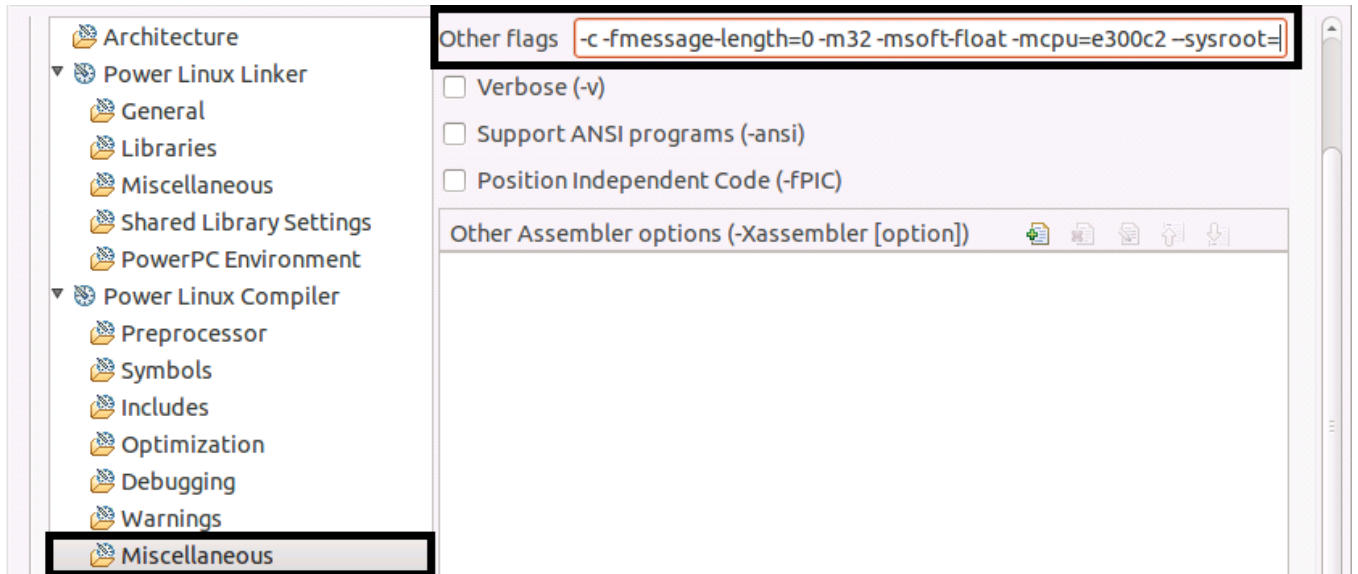 Architecture
Power Linux Linker
General
Libraries
Miscellaneous
Shared Library Settings
PowerPC Environment
Power Linux Compiler
Preprocessor
Symbols
Includes
Optimization
Debugging
Warnings
Miscellaneous
Other flags -c -fmessage-length=0 -m32 -msoft-float -mcpu=e300c2 --sysroot=
Verbose (-v)
Support ANSI programs (-ansi)
Position Independent Code (-fPIC)
Other Assembler options (-Xassembler [option])